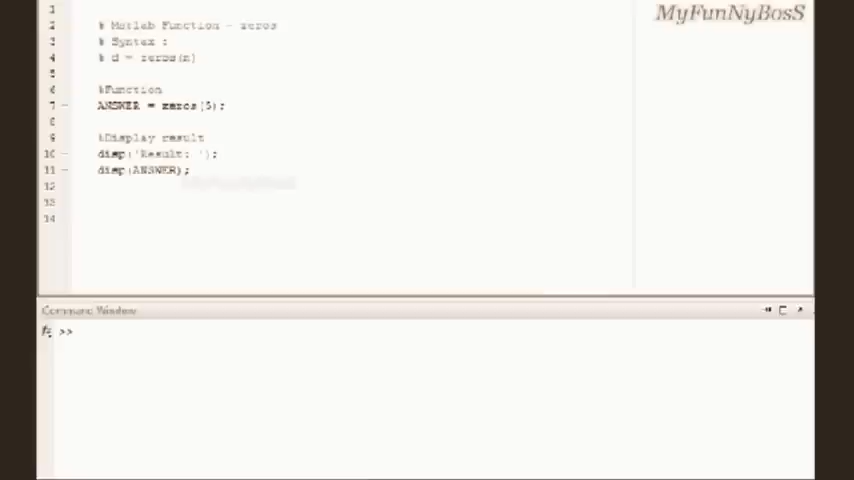 MyFunNyBosS
1
2 % Matlab Function - zeros
3 % Syntax :
4 % d = zeros(n)
5
6 %Function
7 ANSWER = zeros(5);
8
9 %Display result
10 disp('Result: ');
11 disp(ANSWER);
12
13
14
Command Window
fx >>